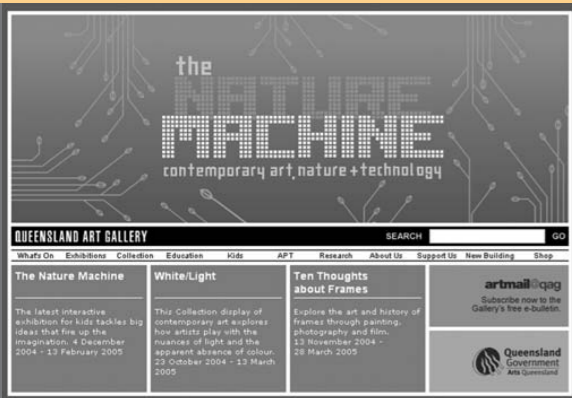 the
NATURE
MACHINE
contemporary art, nature + technology
QUEENSLAND ART GALLERY
SEARCH
GO
What's On Exhibitions Collection Education Kids APT Research About Us Support Us New Building Shop
The Nature Machine
The latest interactive
exhibition for kids tackles big
ideas that fire up the
imagination. 4 December
2004 - 13 February 2005
White/Light
This Collection display of
contemporary art explores
how artists play with the
nuances of light and the
apparent absence of colour.
23 October 2004 - 13 March
2005
Ten Thoughts
about Frames
Explore the art and history of
frames through painting,
photography and film.
13 November 2004 -
28 March 2005
artmail@qag
Subscribe now to the
Gallery's free e-bulletin.
Queensland
Government
Arts Queensland